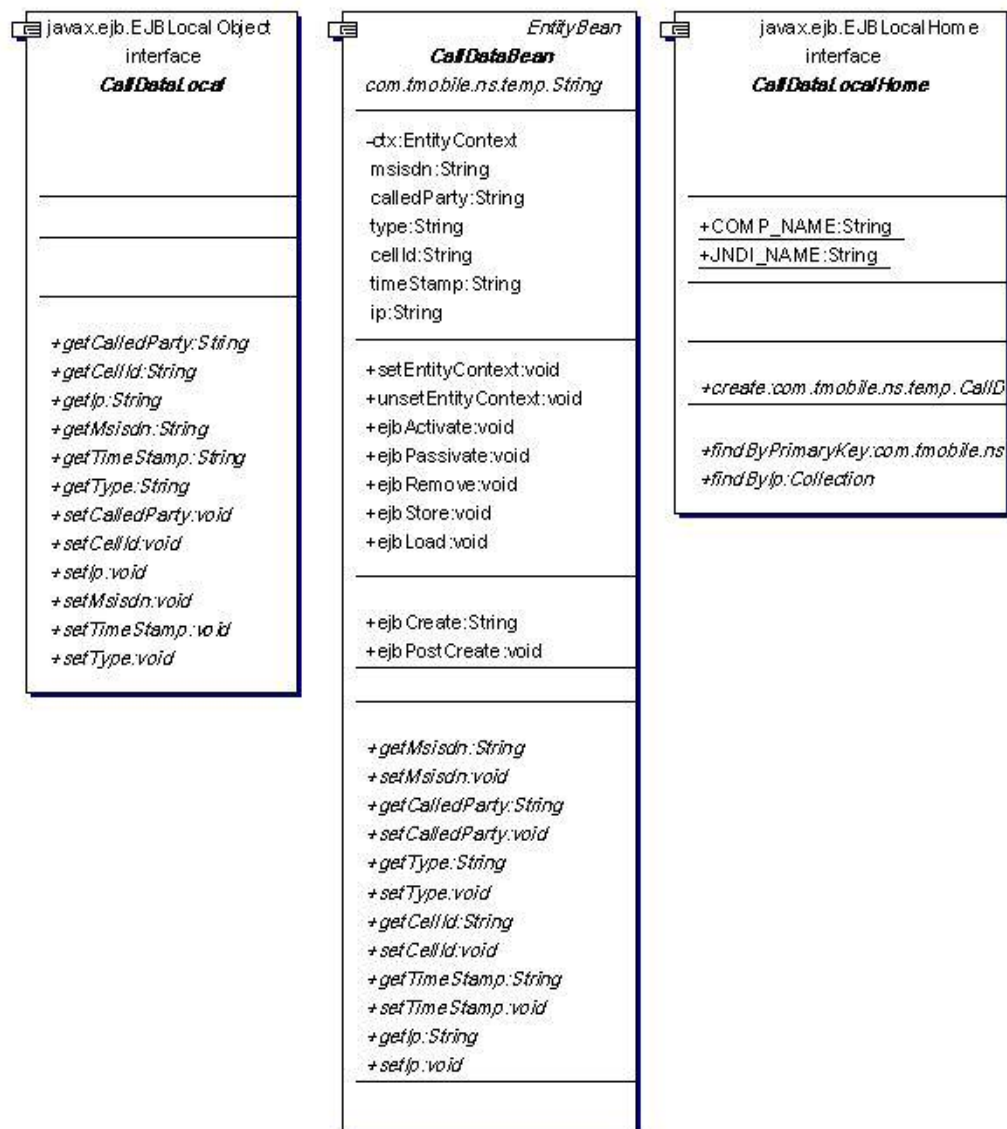 javax.ejb.EJBLocalObject
interface
CallDataLocal
+getCalledParty:String
+getCellId:String
+getIp:String
+getMsisdn:String
+getTimeStamp:String
+getType:String
+setCalledParty:void
+setCellId:void
+setIp:void
+setMsisdn:void
+setTimeStamp:void
+setType:void
EntityBean
CallDataBean
com.tmobile.ns.temp.String
-ctx:EntityContext
msisdn:String
calledParty:String
type:String
cellId:String
timeStamp:String
ip:String
+setEntityContext:void
+unsetEntityContext:void
+ejbActivate:void
+ejbPassivate:void
+ejbRemove:void
+ejbStore:void
+ejbLoad:void
+ejbCreate:String
+ejbPostCreate:void
+getMsisdn:String
+setMsisdn:void
+getCalledParty:String
+setCalledParty:void
+getType:String
+setType:void
+getCellId:String
+setCellId:void
+getTimeStamp:String
+setTimeStamp:void
+getIp:String
+setIp:void
javax.ejb.EJBLocalHome
interface
CallDataLocalHome
+COMP_NAME:String
+JNDI_NAME:String
+create:com.tmobile.ns.temp.CallD
+findByPrimaryKey:com.tmobile.ns
+findByIp:Collection